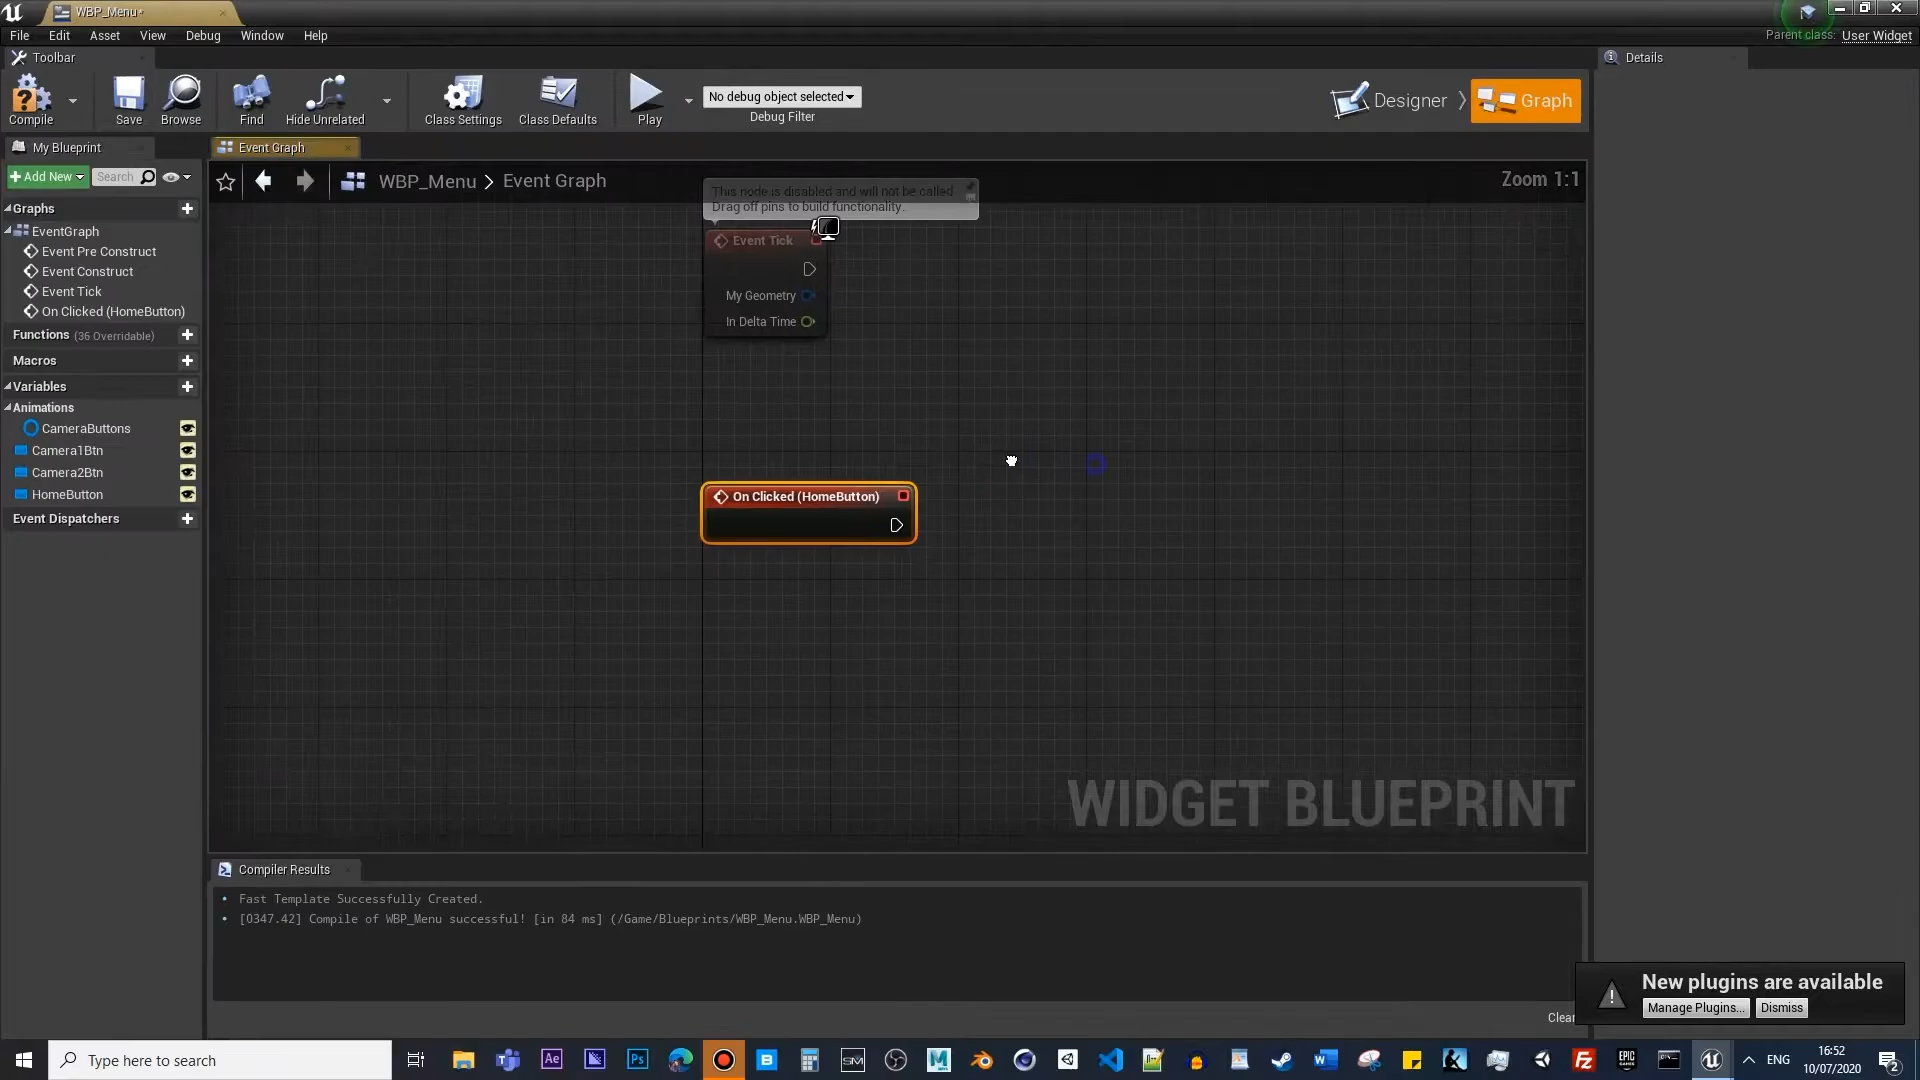 WBP_Menu*
File Edit Asset View Window Debug Window Help
Parent class: User Widget
Toolbar
Details
Compile Save Browse Find Hide Unrelated Class Settings Class Defaults Play
No debug object selected
Debug Filter
Designer Graph
My Blueprint
Event Graph
Add New Search
WBP_Menu > Event Graph
Zoom 1:1
Graphs
EventGraph
Event Pre Construct
Event Construct
Event Tick
On Clicked (HomeButton)
Functions (36 Overridable)
Macros
Variables
Animations
CameraButtons
Camera1Btn
Camera2Btn
HomeButton
Event Dispatchers
This node is disabled and will not be called.
Drag off pins to build functionality.
Event Tick
My Geometry
In Delta Time
On Clicked (HomeButton)
WIDGET BLUEPRINT
Compiler Results
Fast Template Successfully Created.
[0347.42] Compile of WBP_Menu successful! [in 84 ms] (/Game/Blueprints/WBP_Menu.WBP_Menu)
Clear
New plugins are available
Manage Plugins... Dismiss
Type here to search
ENG
16:52
10/07/2020
2